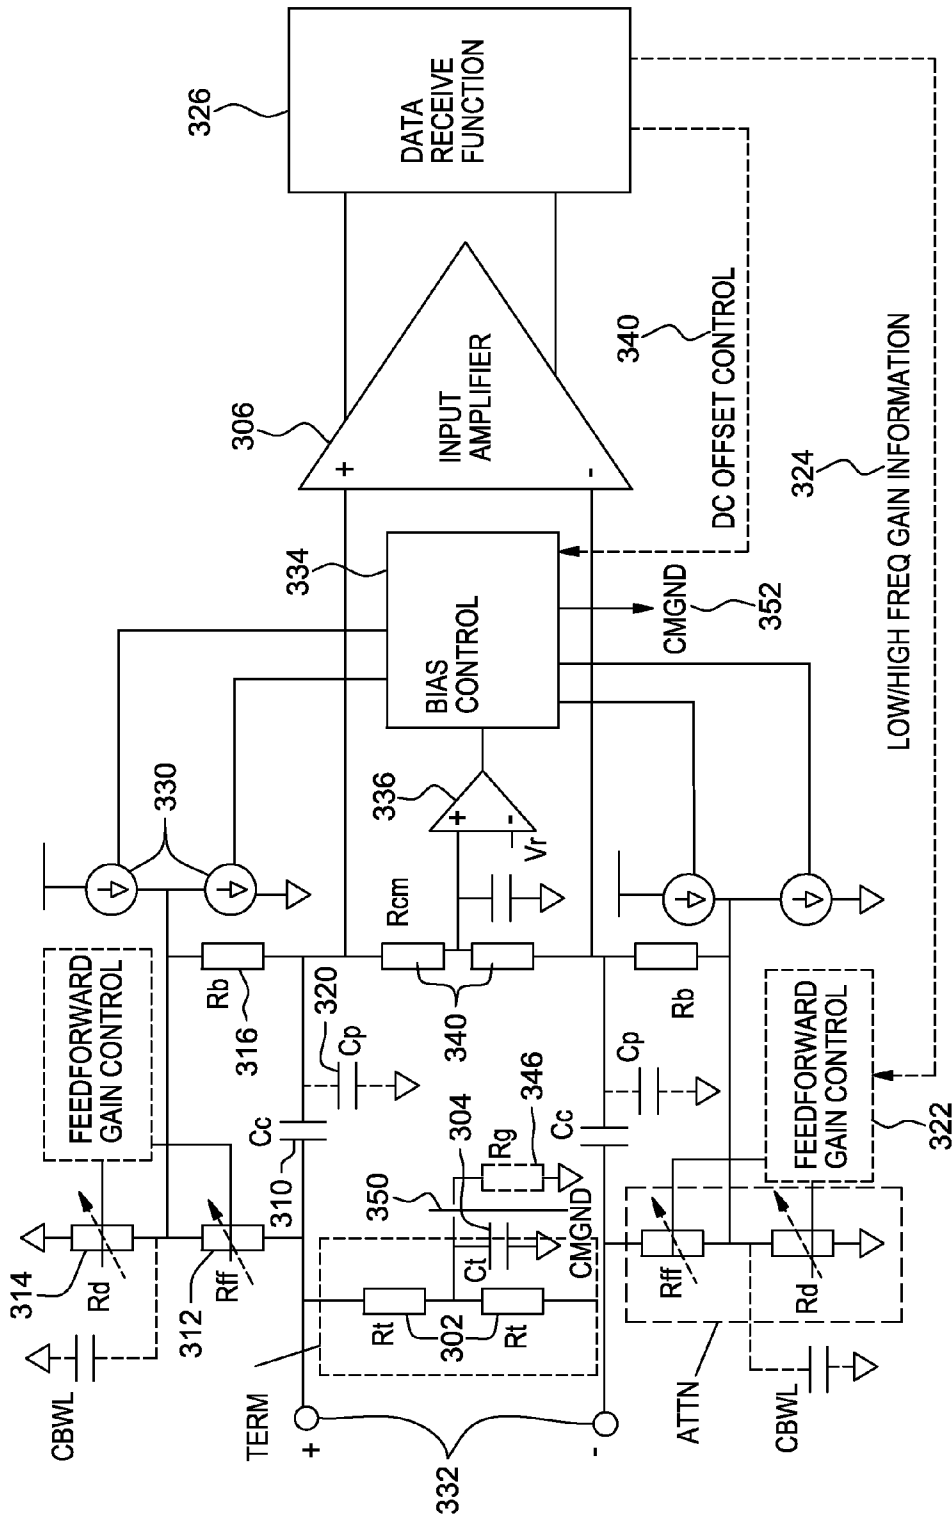 CBWL
314
Rd
312
Rff
FEEDFORWARD
GAIN CONTROL
330
Rb
316
310
Cc
320
Cp
TERM
+
332
-
Rt
302
Rt
350
304
Ct
Rg
346
CMGND
Cc
Cp
Rcm
340
336
+
-
Vr
334
BIAS
CONTROL
CMGND
352
306
+
-
INPUT
AMPLIFIER
326
DATA
RECEIVE
FUNCTION
340
DC OFFSET CONTROL
324
LOW/HIGH FREQ GAIN INFORMATION
Rb
ATTN
Rff
Rd
CBWL
FEEDFORWARD
GAIN CONTROL
322